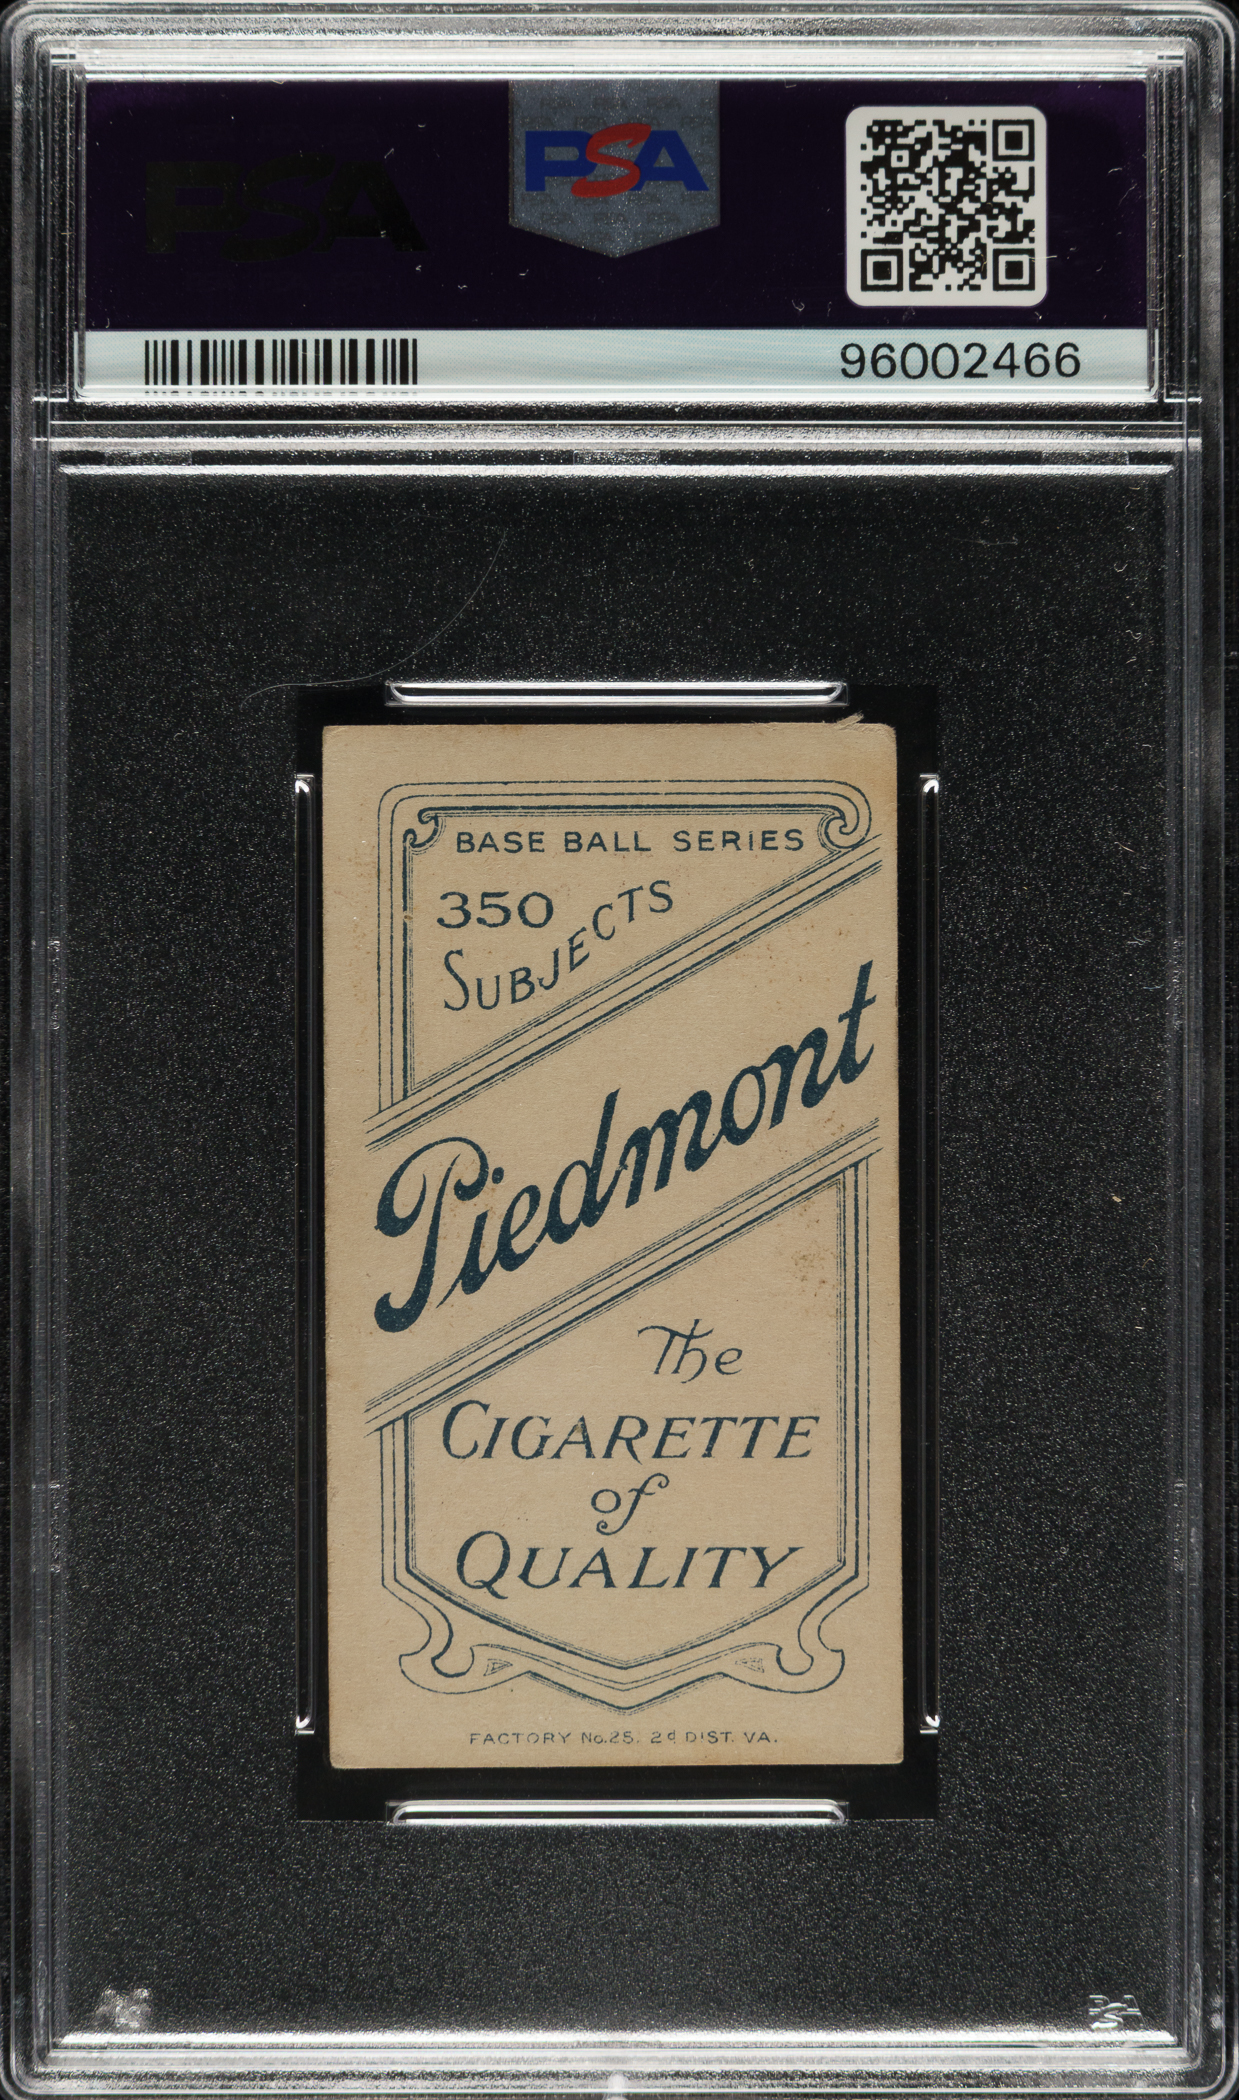 PSA
PSA
96002466
BASE BALL SERIES
350
SUBJECTS
Piedmont
The
CIGARETTE
of
QUALITY
FACTORY No.25. 2d DIST. VA.
PSA